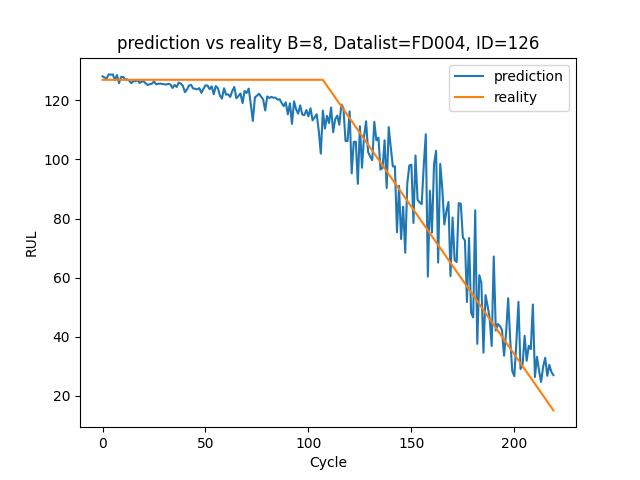 prediction vs reality B=8, Datalist=FD004, ID=126
prediction
reality
RUL
120
100
80
60
40
20
0 50 100 150 200
Cycle